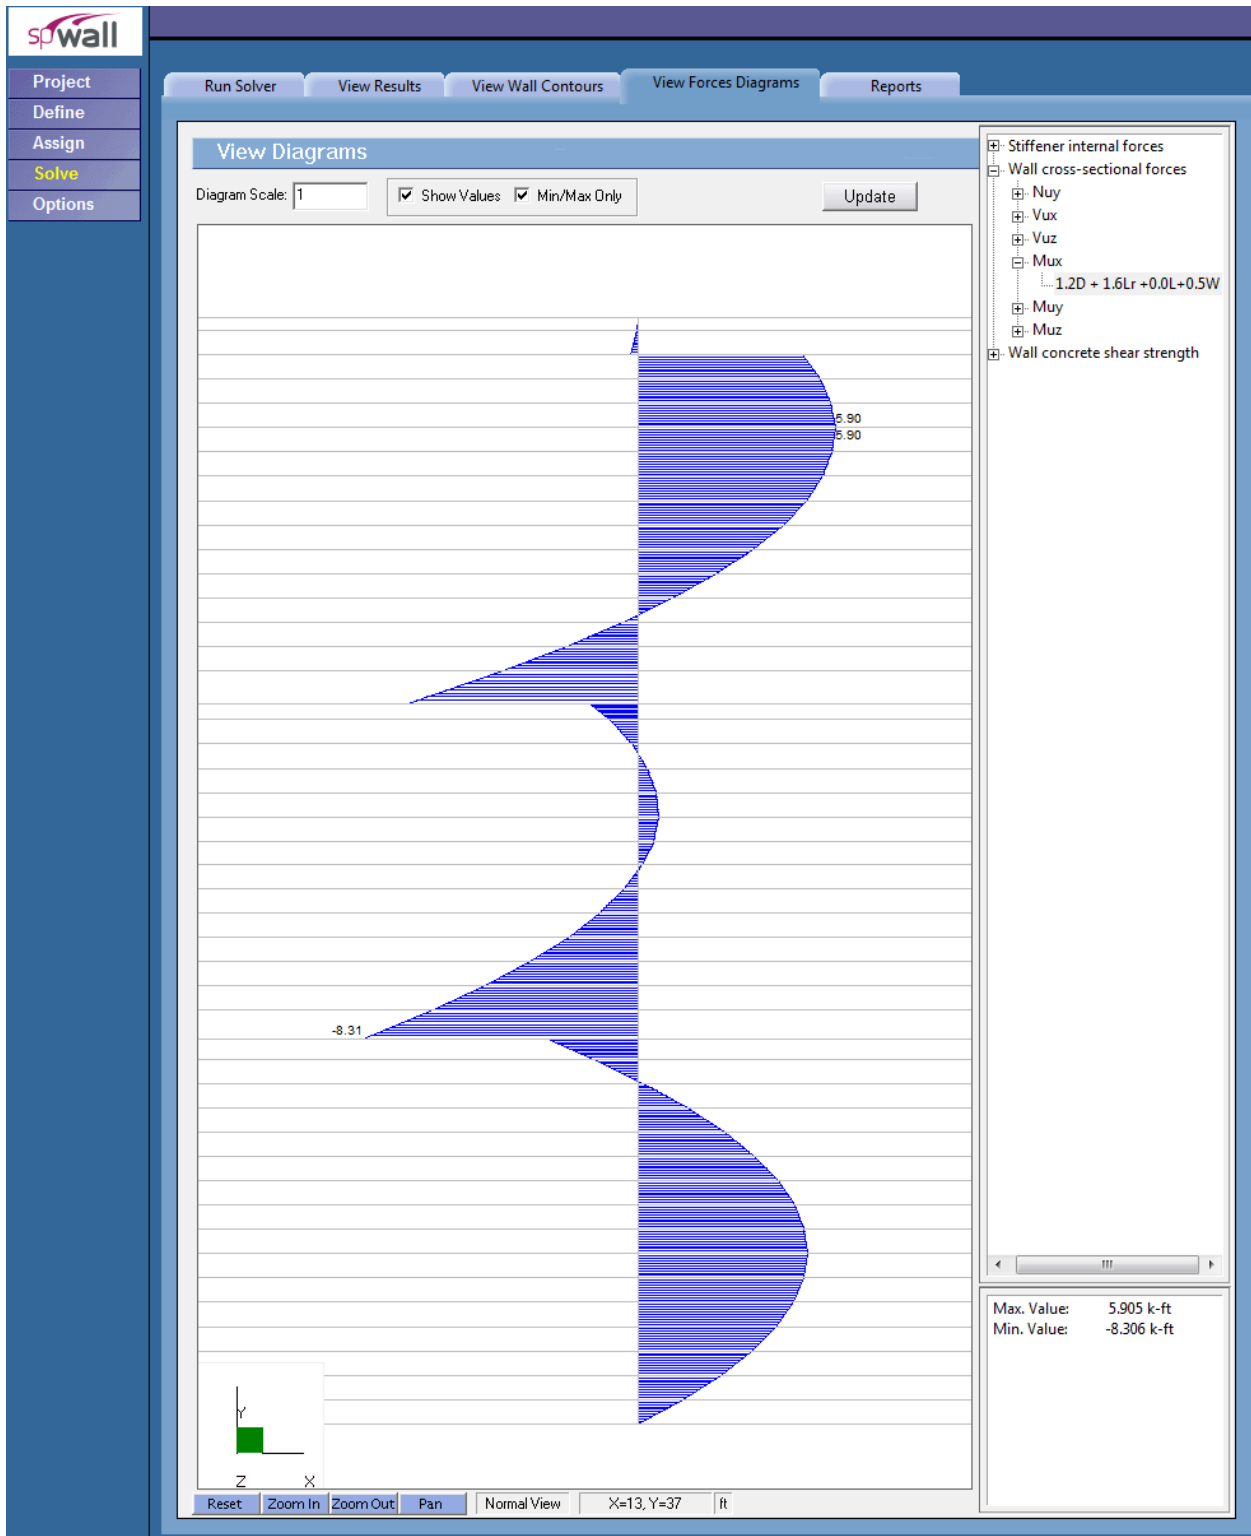 spwall
Project
Define
Assign
Solve
Options
Run Solver
View Results
View Wall Contours
View Forces Diagrams
Reports
View Diagrams
Diagram Scale: 1
Show Values
Min/Max Only
Update
5.90
5.90
-8.31
Y
Z X
Reset
Zoom In
Zoom Out
Pan
Normal View
X=13, Y=37
ft
Stiffener internal forces
Wall cross-sectional forces
Nuy
Vux
Vuz
Mux
1.2D + 1.6Lr +0.0L+0.5W
Muy
Muz
Wall concrete shear strength
Max. Value: 5.905 k-ft
Min. Value: -8.306 k-ft